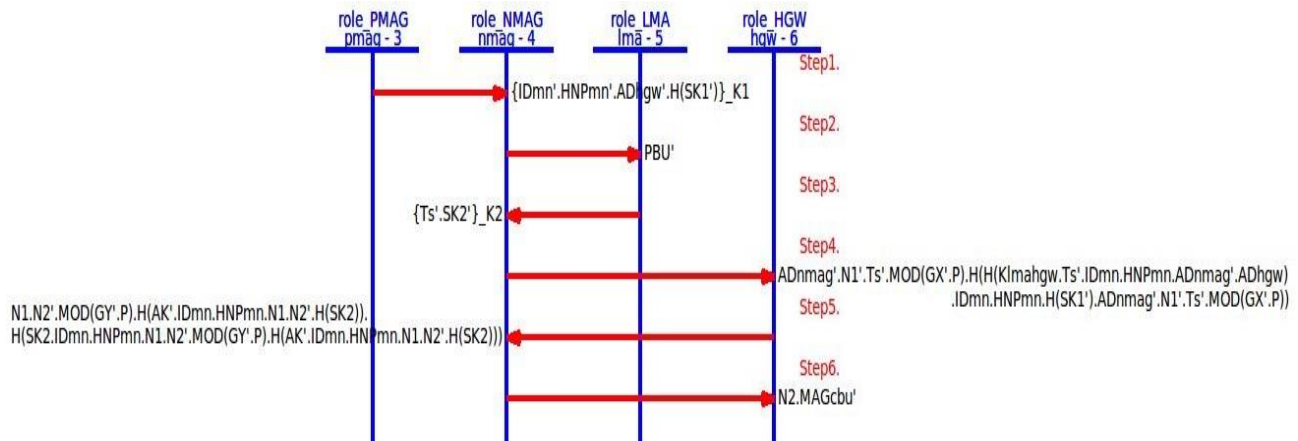 role_PMAG role_NMAG role_LMA role_HGW
pmag - 3 nmag - 4 lma - 5 hgw - 6
Step1.
{IDmn'.HNPmn'.ADhgw'.H(SK1')}_K1
Step2.
PBU'
Step3.
{Ts'.SK2'}_K2
Step4.
ADnmag'.N1'.Ts'.MOD(GX'.P).H(H(Klmahgw.Ts'.IDmn.HNPmn.ADnmag'.ADhgw)
.IDmn.HNPmn.H(SK1').ADnmag'.N1'.Ts'.MOD(GX'.P))
Step5.
N1.N2'.MOD(GY'.P).H(AK'.IDmn.HNPmn.N1.N2'.H(SK2)).
H(SK2.IDmn.HNPmn.N1.N2'.MOD(GY'.P).H(AK'.IDmn.HNPmn.N1.N2'.H(SK2)))
Step6.
N2.MAGcbu'